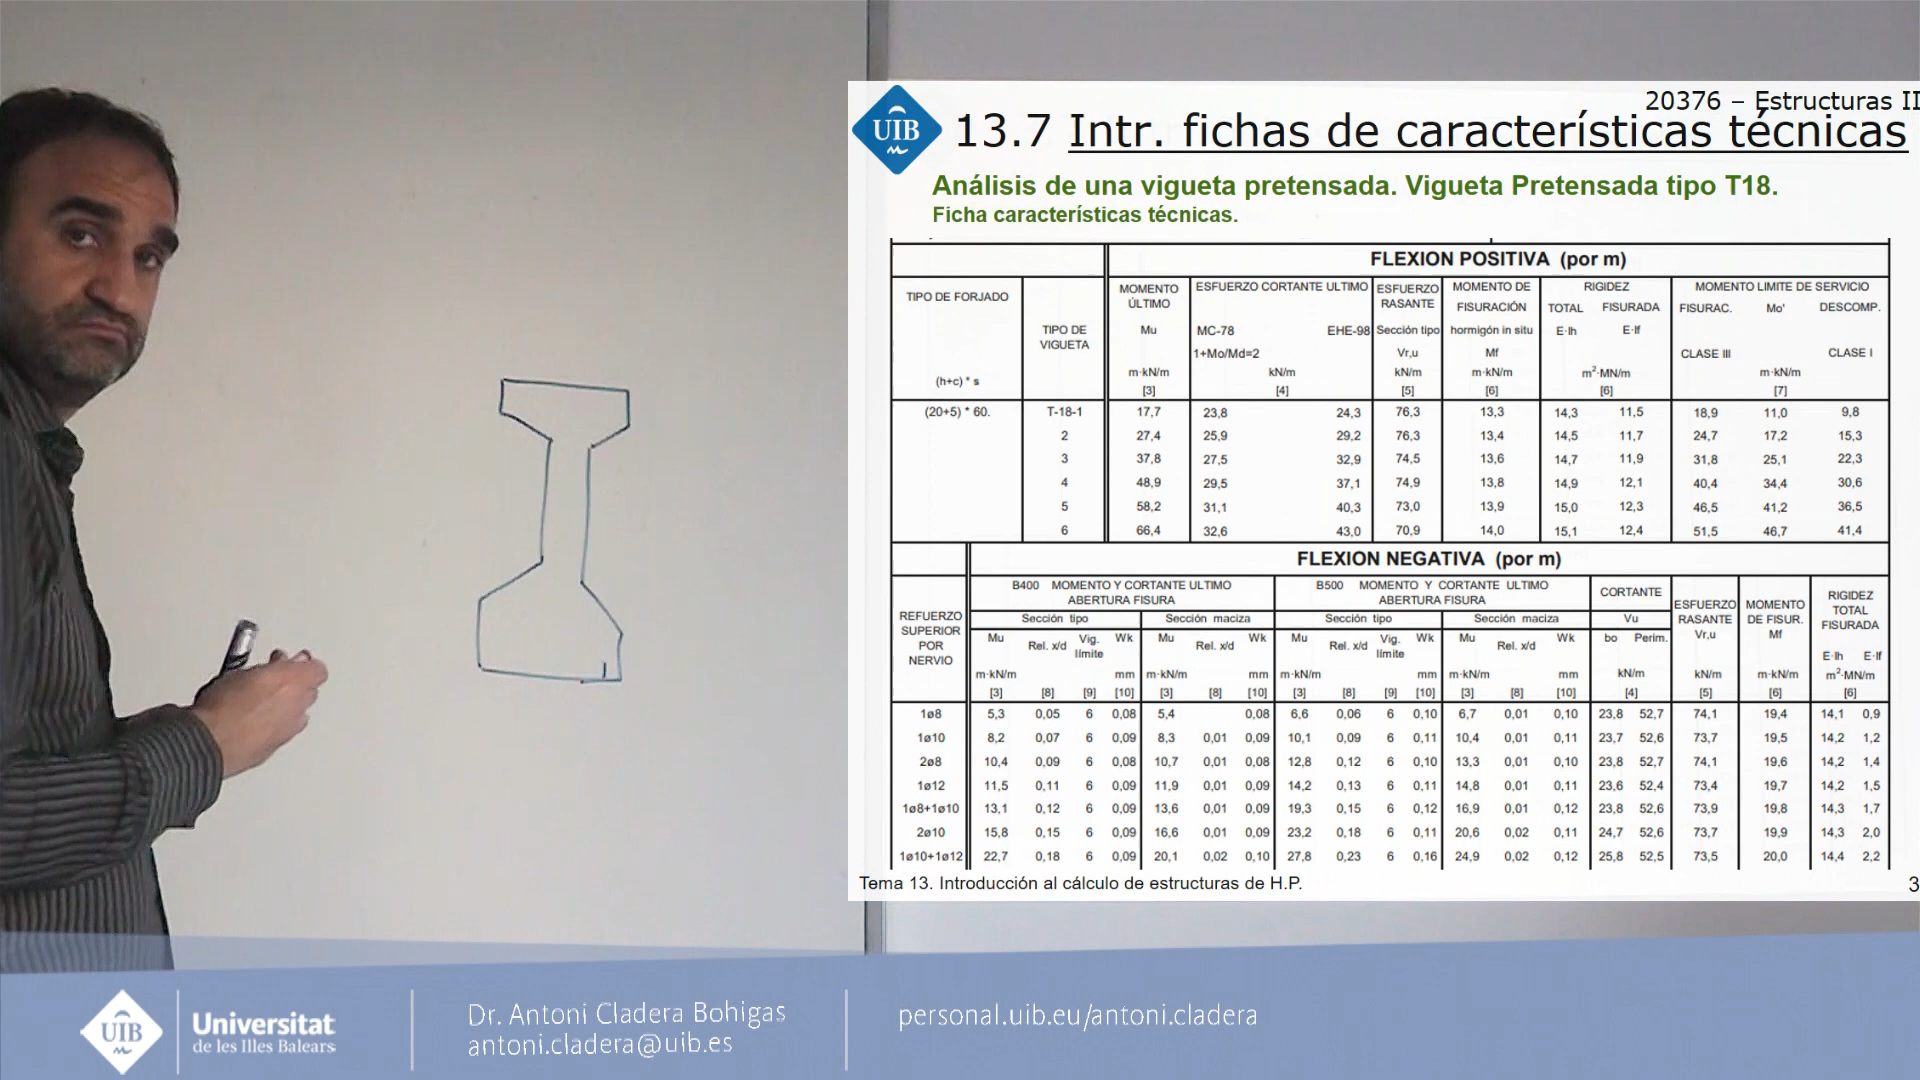 20376 – Estructuras II
UIB
13.7 Intr. fichas de características técnicas
Análisis de una vigueta pretensada. Vigueta Pretensada tipo T18.
Ficha características técnicas.
FLEXION POSITIVA (por m)
TIPO DE FORJADO TIPO DE VIGUETA MOMENTO ÚLTIMO ESFUERZO CORTANTE ULTIMO ESFUERZO RASANTE MOMENTO DE FISURACIÓN RIGIDEZ MOMENTO LIMITE DE SERVICIO
TOTAL FISURADA FISURAC. Mo' DESCOMP.
Mu MC-78 EHE-98 Sección tipo hormigón in situ E·Ih E·If
1+Mo/Md=2 Vr,u Mf CLASE III CLASE I
(h+c) * s m·kN/m kN/m kN/m m·kN/m m²·MN/m m·kN/m
[3] [4] [5] [6] [6] [7]
(20+5) * 60. T-18-1 17,7 23,8 24,3 76,3 13,3 14,3 11,5 18,9 11,0 9,8
2 27,4 25,9 29,2 76,3 13,4 14,5 11,7 24,7 17,2 15,3
3 37,8 27,5 32,9 74,5 13,6 14,7 11,9 31,8 25,1 22,3
4 48,9 29,5 37,1 74,9 13,8 14,9 12,1 40,4 34,4 30,6
5 58,2 31,1 40,3 73,0 13,9 15,0 12,3 46,5 41,2 36,5
6 66,4 32,6 43,0 70,9 14,0 15,1 12,4 51,5 46,7 41,4
FLEXION NEGATIVA (por m)
REFUERZO SUPERIOR POR NERVIO B400 MOMENTO Y CORTANTE ULTIMO ABERTURA FISURA B500 MOMENTO Y CORTANTE ULTIMO ABERTURA FISURA CORTANTE ESFUERZO RASANTE MOMENTO DE FISUR. RIGIDEZ TOTAL FISURADA
Sección tipo Sección maciza Sección tipo Sección maciza Vu Vr,u Mf
Mu Rel. x/d Vig. límite Wk Mu Rel. x/d Wk Mu Rel. x/d Vig. límite Wk Mu Rel. x/d Wk bo Perim. E·Ih E·If
m·kN/m mm m·kN/m mm m·kN/m mm m·kN/m mm kN/m kN/m m·kN/m m²·MN/m
[3] [8] [9] [10] [3] [8] [10] [3] [8] [9] [10] [3] [8] [10] [4] [5] [6] [6]
1ø8 5,3 0,05 6 0,08 5,4 0,08 6,6 0,06 6 0,10 6,7 0,01 0,10 23,8 52,7 74,1 19,4 14,1 0,9
1ø10 8,2 0,07 6 0,09 8,3 0,01 0,09 10,1 0,09 6 0,11 10,4 0,01 0,11 23,7 52,6 73,7 19,5 14,2 1,2
2ø8 10,4 0,09 6 0,08 10,7 0,01 0,08 12,8 0,12 6 0,10 13,3 0,01 0,10 23,8 52,7 74,1 19,6 14,2 1,4
1ø12 11,5 0,11 6 0,09 11,9 0,01 0,09 14,2 0,13 6 0,11 14,8 0,01 0,11 23,6 52,4 73,4 19,7 14,2 1,5
1ø8+1ø10 13,1 0,12 6 0,09 13,6 0,01 0,09 19,3 0,15 6 0,12 16,9 0,01 0,12 23,8 52,6 73,9 19,8 14,3 1,7
2ø10 15,8 0,15 6 0,09 16,6 0,01 0,09 23,2 0,18 6 0,11 20,6 0,02 0,11 24,7 52,6 73,7 19,9 14,3 2,0
1ø10+1ø12 22,7 0,18 6 0,09 20,1 0,02 0,10 27,8 0,23 6 0,16 24,9 0,02 0,12 25,8 52,5 73,5 20,0 14,4 2,2
Tema 13. Introducción al cálculo de estructuras de H.P.
3
UIB
Universitat
de les Illes Balears
Dr. Antoni Cladera Bohigas
antoni.cladera@uib.es
personal.uib.eu/antoni.cladera